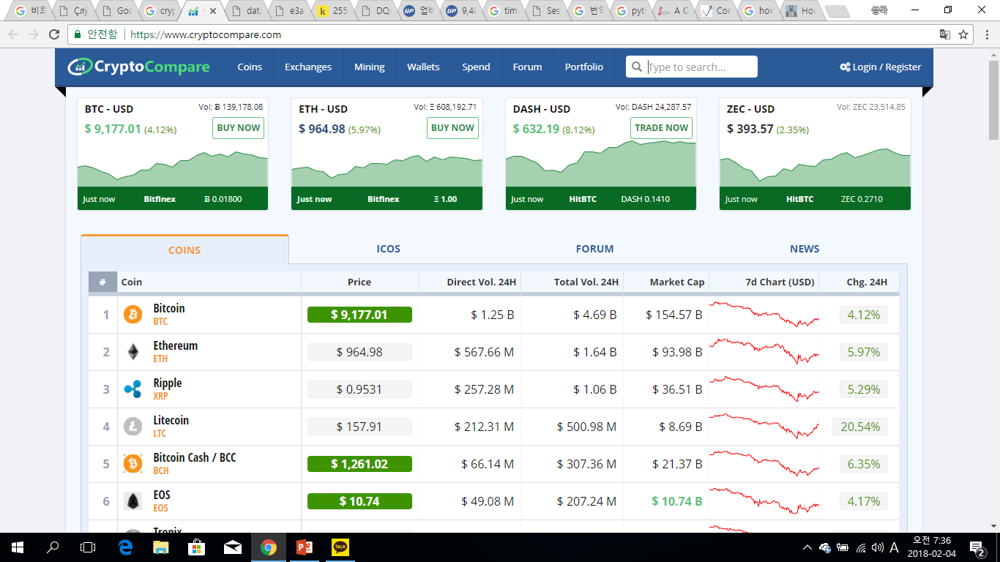 비트
Çлý
Goo
cryp
data
e3a
255
DQ
업비
9,48
tim
Ses
번역
pyt
A G
Cor
how
Hov
성국
안전함 https://www.cryptocompare.com
CryptoCompare Coins Exchanges Mining Wallets Spend Forum Portfolio Type to search... Login / Register
BTC - USD Vol: Ƀ 139,178.08
$ 9,177.01 (4.12%) BUY NOW
Just now Bitfinex Ƀ 0.01800
ETH - USD Vol: Ξ 608,192.71
$ 964.98 (5.97%) BUY NOW
Just now Bitfinex Ξ 1.00
DASH - USD Vol: DASH 24,287.57
$ 632.19 (8.12%) TRADE NOW
Just now HitBTC DASH 0.1410
ZEC - USD Vol: ZEC 23,514.85
$ 393.57 (2.35%)
Just now HitBTC ZEC 0.2710
COINS ICOS FORUM NEWS
# Coin Price Direct Vol. 24H Total Vol. 24H Market Cap 7d Chart (USD) Chg. 24H
1 Bitcoin BTC $ 9,177.01 $ 1.25 B $ 4.69 B $ 154.57 B 4.12%
2 Ethereum ETH $ 964.98 $ 567.66 M $ 1.64 B $ 93.98 B 5.97%
3 Ripple XRP $ 0.9531 $ 257.28 M $ 1.06 B $ 36.51 B 5.29%
4 Litecoin LTC $ 157.91 $ 212.31 M $ 500.98 M $ 8.69 B 20.54%
5 Bitcoin Cash / BCC BCH $ 1,261.02 $ 66.14 M $ 307.36 M $ 21.37 B 6.35%
6 EOS EOS $ 10.74 $ 49.08 M $ 207.24 M $ 10.74 B 4.17%
TALK
A
오전 7:36
2018-02-04
2